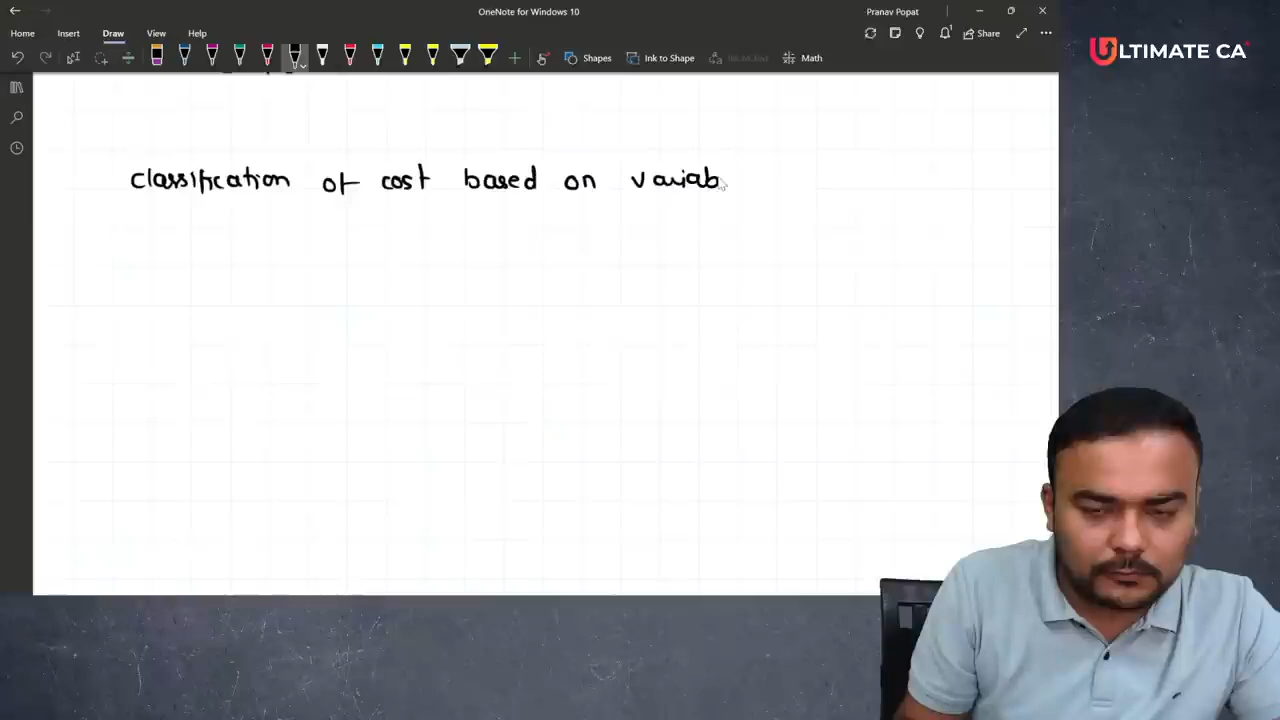 OneNote for Windows 10
Pranav Popat
Home Insert Draw View Help
Share
Shapes
Ink to Shape
Math
ULTIMATE CA
classification of cost based on variab